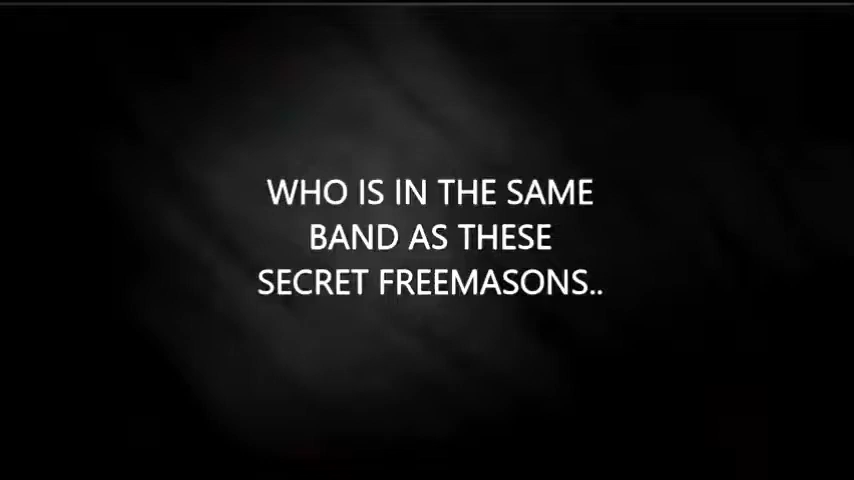 WHO IS IN THE SAME
BAND AS THESE
SECRET FREEMASONS..